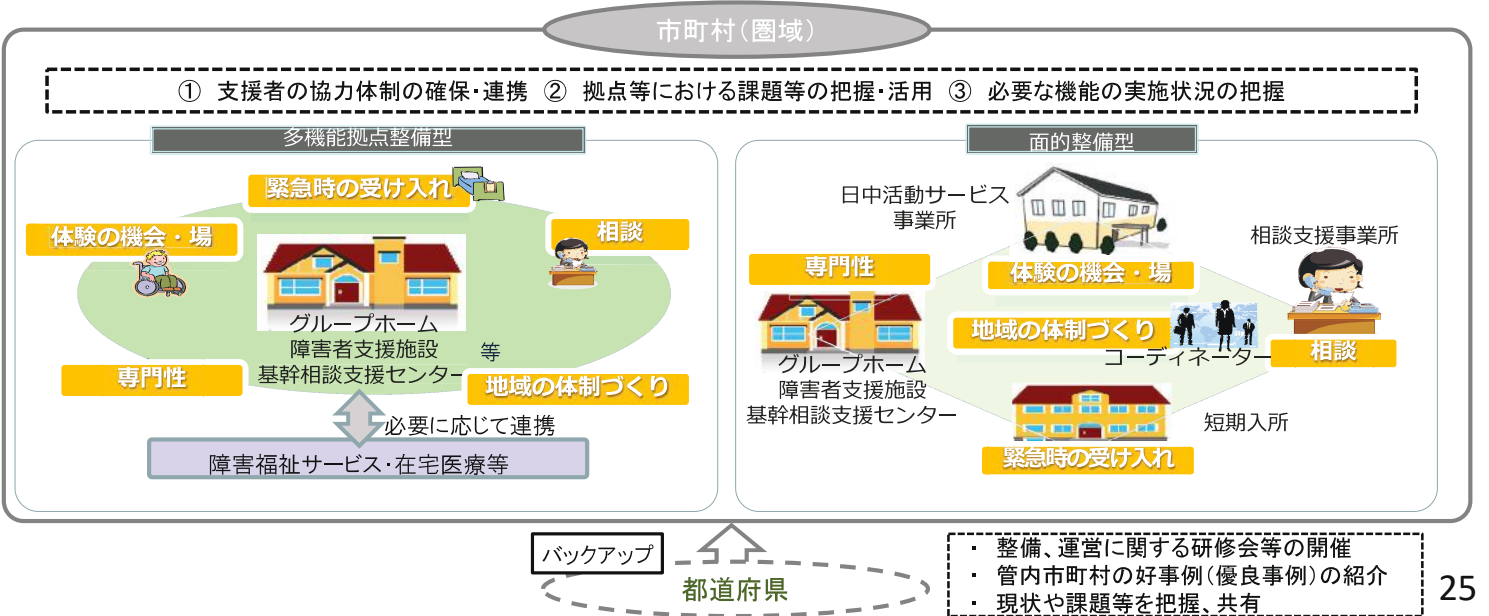 市町村（圏域）
① 支援者の協力体制の確保・連携 ② 拠点等における課題等の把握・活用 ③ 必要な機能の実施状況の把握
多機能拠点整備型
緊急時の受け入れ
体験の機会・場
相談
グループホーム
障害者支援施設 等
基幹相談支援センター
専門性
地域の体制づくり
必要に応じて連携
障害福祉サービス・在宅医療等
面的整備型
日中活動サービス
事業所
相談支援事業所
専門性
体験の機会・場
地域の体制づくり
コーディネーター
相談
グループホーム
障害者支援施設
基幹相談支援センター
短期入所
緊急時の受け入れ
バックアップ
都道府県
・ 整備、運営に関する研修会等の開催
・ 管内市町村の好事例（優良事例）の紹介
・ 現状や課題等を把握、共有
25